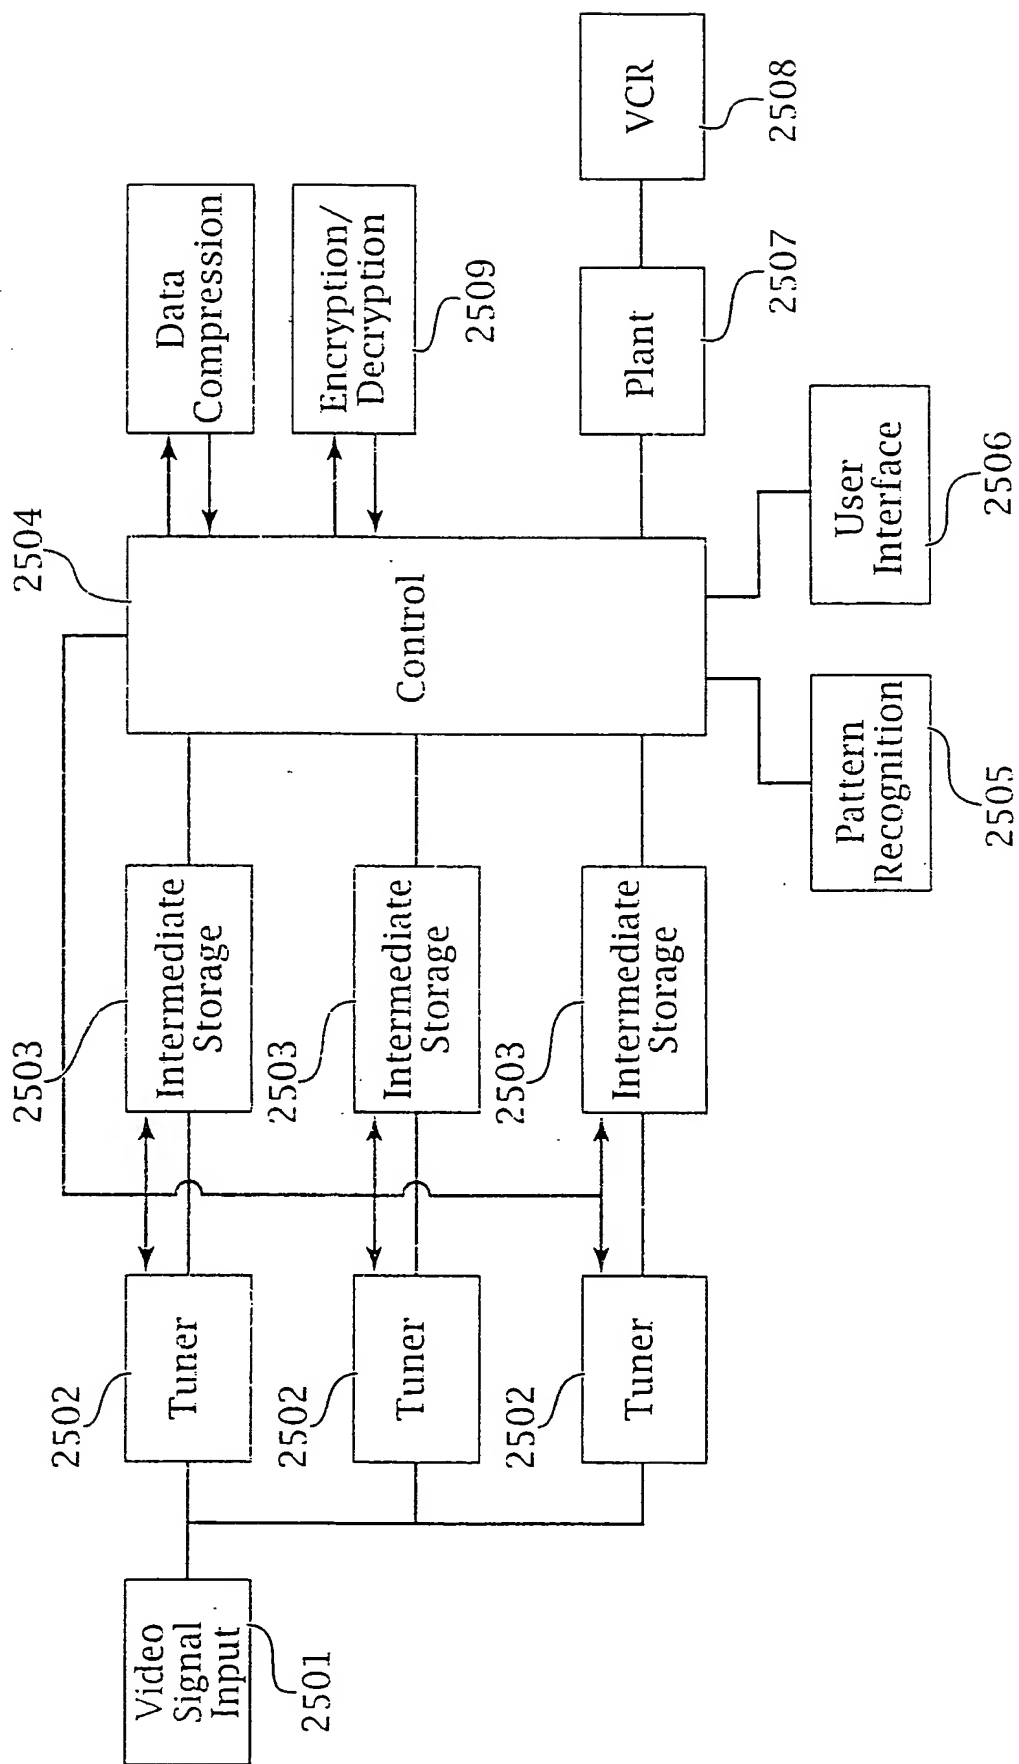 2504
Data
Compression
Encryption/
Decryption
2509
2503
Intermediate
Storage
2503
Intermediate
Storage
2503
Intermediate
Storage
Control
Plant
2507
VCR
2508
2502
Tuner
2502
Tuner
2502
Tuner
Video
Signal
Input
2501
Pattern
Recognition
2505
User
Interface
2506